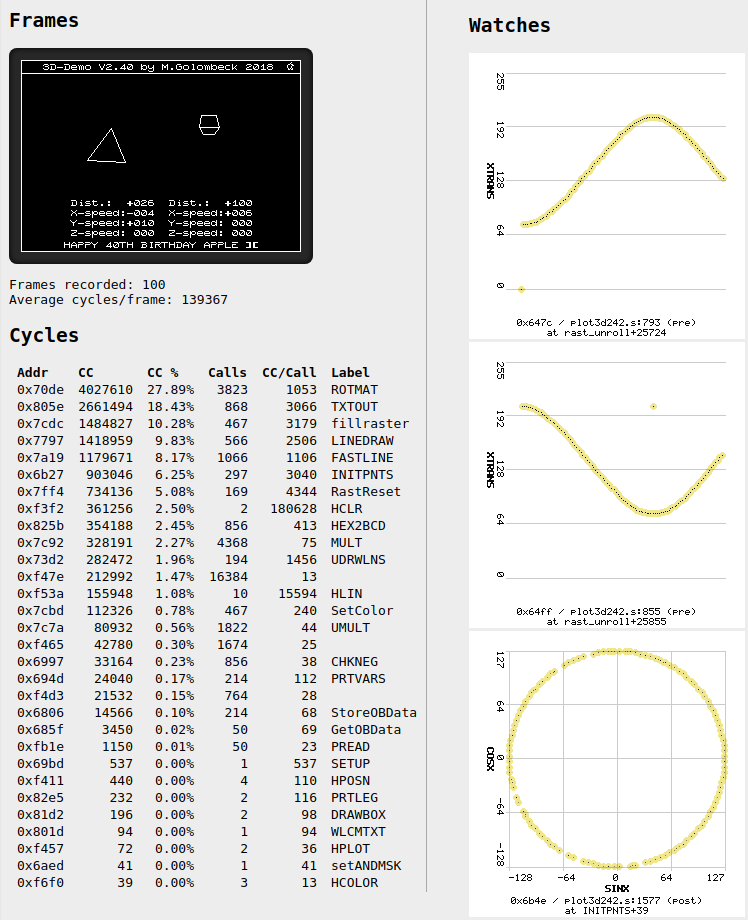 Frames
3D-Demo V2.40 by M.Golombeck 2018
Dist.: +026 Dist.: +100
X-speed:-004 X-speed:+006
Y-speed:+010 Y-speed: 000
Z-speed: 000 Z-speed: 000
HAPPY 40TH BIRTHDAY APPLE ][
Frames recorded: 100
Average cycles/frame: 139367
Cycles
Addr CC CC % Calls CC/Call Label
0x70de 4027610 27.89% 3823 1053 ROTMAT
0x805e 2661494 18.43% 868 3066 TXTOUT
0x7cdc 1484827 10.28% 467 3179 fillraster
0x7797 1418959 9.83% 566 2506 LINEDRAW
0x7a19 1179671 8.17% 1066 1106 FASTLINE
0x6b27 903046 6.25% 297 3040 INITPNTS
0x7ff4 734136 5.08% 169 4344 RastReset
0xf3f2 361256 2.50% 2 180628 HCLR
0x825b 354188 2.45% 856 413 HEX2BCD
0x7c92 328191 2.27% 4368 75 MULT
0x73d2 282472 1.96% 194 1456 UDRWLNS
0xf47e 212992 1.47% 16384 13
0xf53a 155948 1.08% 10 15594 HLIN
0x7cbd 112326 0.78% 467 240 SetColor
0x7c7a 80932 0.56% 1822 44 UMULT
0xf465 42780 0.30% 1674 25
0x6997 33164 0.23% 856 38 CHKNEG
0x694d 24040 0.17% 214 112 PRTVARS
0xf4d3 21532 0.15% 764 28
0x6806 14566 0.10% 214 68 StoreOBData
0x685f 3450 0.02% 50 69 GetOBData
0xfb1e 1150 0.01% 50 23 PREAD
0x69bd 537 0.00% 1 537 SETUP
0xf411 440 0.00% 4 110 HPOSN
0x82e5 232 0.00% 2 116 PRTLEG
0x81d2 196 0.00% 2 98 DRAWBOX
0x801d 94 0.00% 1 94 WLCMTXT
0xf457 72 0.00% 2 36 HPLOT
0x6aed 41 0.00% 1 41 setANDMSK
0xf6f0 39 0.00% 3 13 HCOLOR
Watches
255
192
128
XTRANS
64
0
0x647c / plot3d242.s:793 (pre)
at rast_unroll+25724
255
192
128
XTRANS
64
0
0x64ff / plot3d242.s:855 (pre)
at rast_unroll+25855
127
64
0
COSX
-64
-128
-128 -64 0 64 127
SINX
0x6b4e / plot3d242.s:1577 (post)
at INITPNTS+39